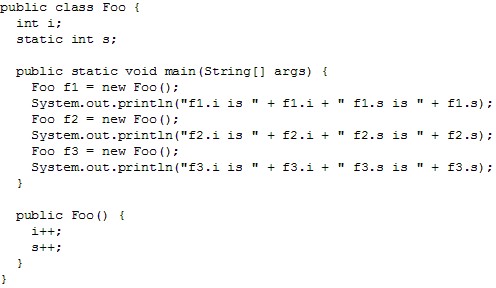 public class Foo {
  int i;
  static int s;

  public static void main(String[] args) {
    Foo f1 = new Foo();
    System.out.println("f1.i is " + f1.i + " f1.s is " + f1.s);
    Foo f2 = new Foo();
    System.out.println("f2.i is " + f2.i + " f2.s is " + f2.s);
    Foo f3 = new Foo();
    System.out.println("f3.i is " + f3.i + " f3.s is " + f3.s);
  }

  public Foo() {
    i++;
    s++;
  }
}